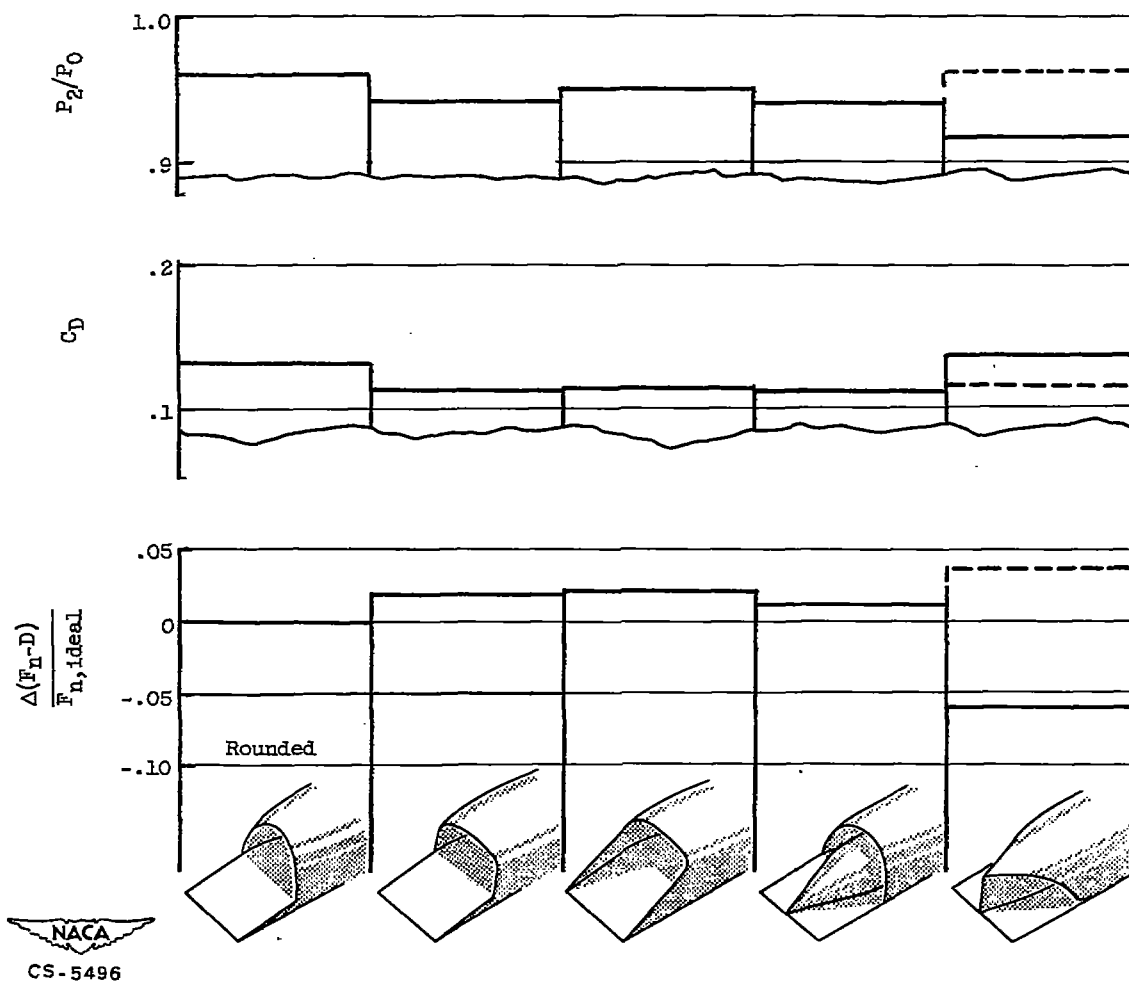 1.0
P2/P0
.9
.2
CD
.1
.05
0
Δ(Fn-D)
Fn,ideal
-.05
Rounded
-.10
NACA
CS-5496